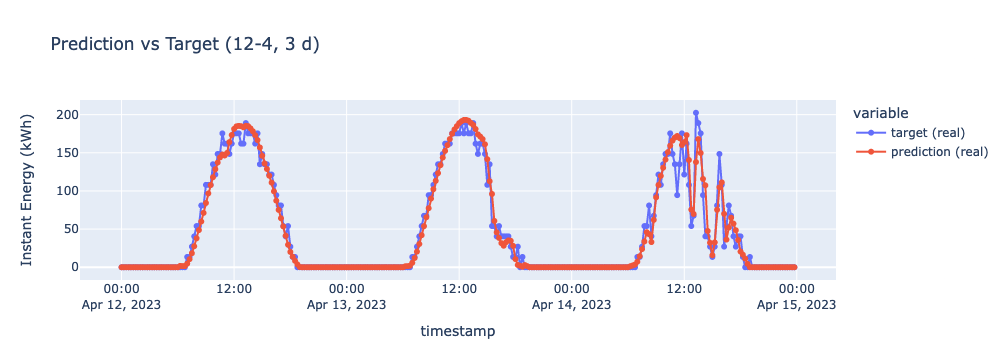 Prediction vs Target (12-4, 3 d)
Instant Energy (kWh)
200
150
100
50
0
00:00 12:00 00:00 12:00 00:00 12:00 00:00
Apr 12, 2023 Apr 13, 2023 Apr 14, 2023 Apr 15, 2023
timestamp
variable
target (real)
prediction (real)